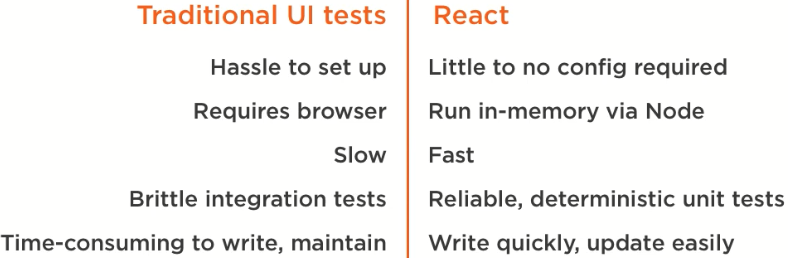 Traditional UI tests React
Hassle to set up Little to no config required
Requires browser Run in-memory via Node
Slow Fast
Brittle integration tests Reliable, deterministic unit tests
Time-consuming to write, maintain Write quickly, update easily